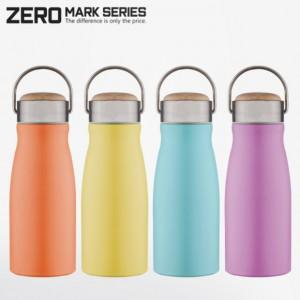 ZERO MARK SERIES
The difference is only the price.